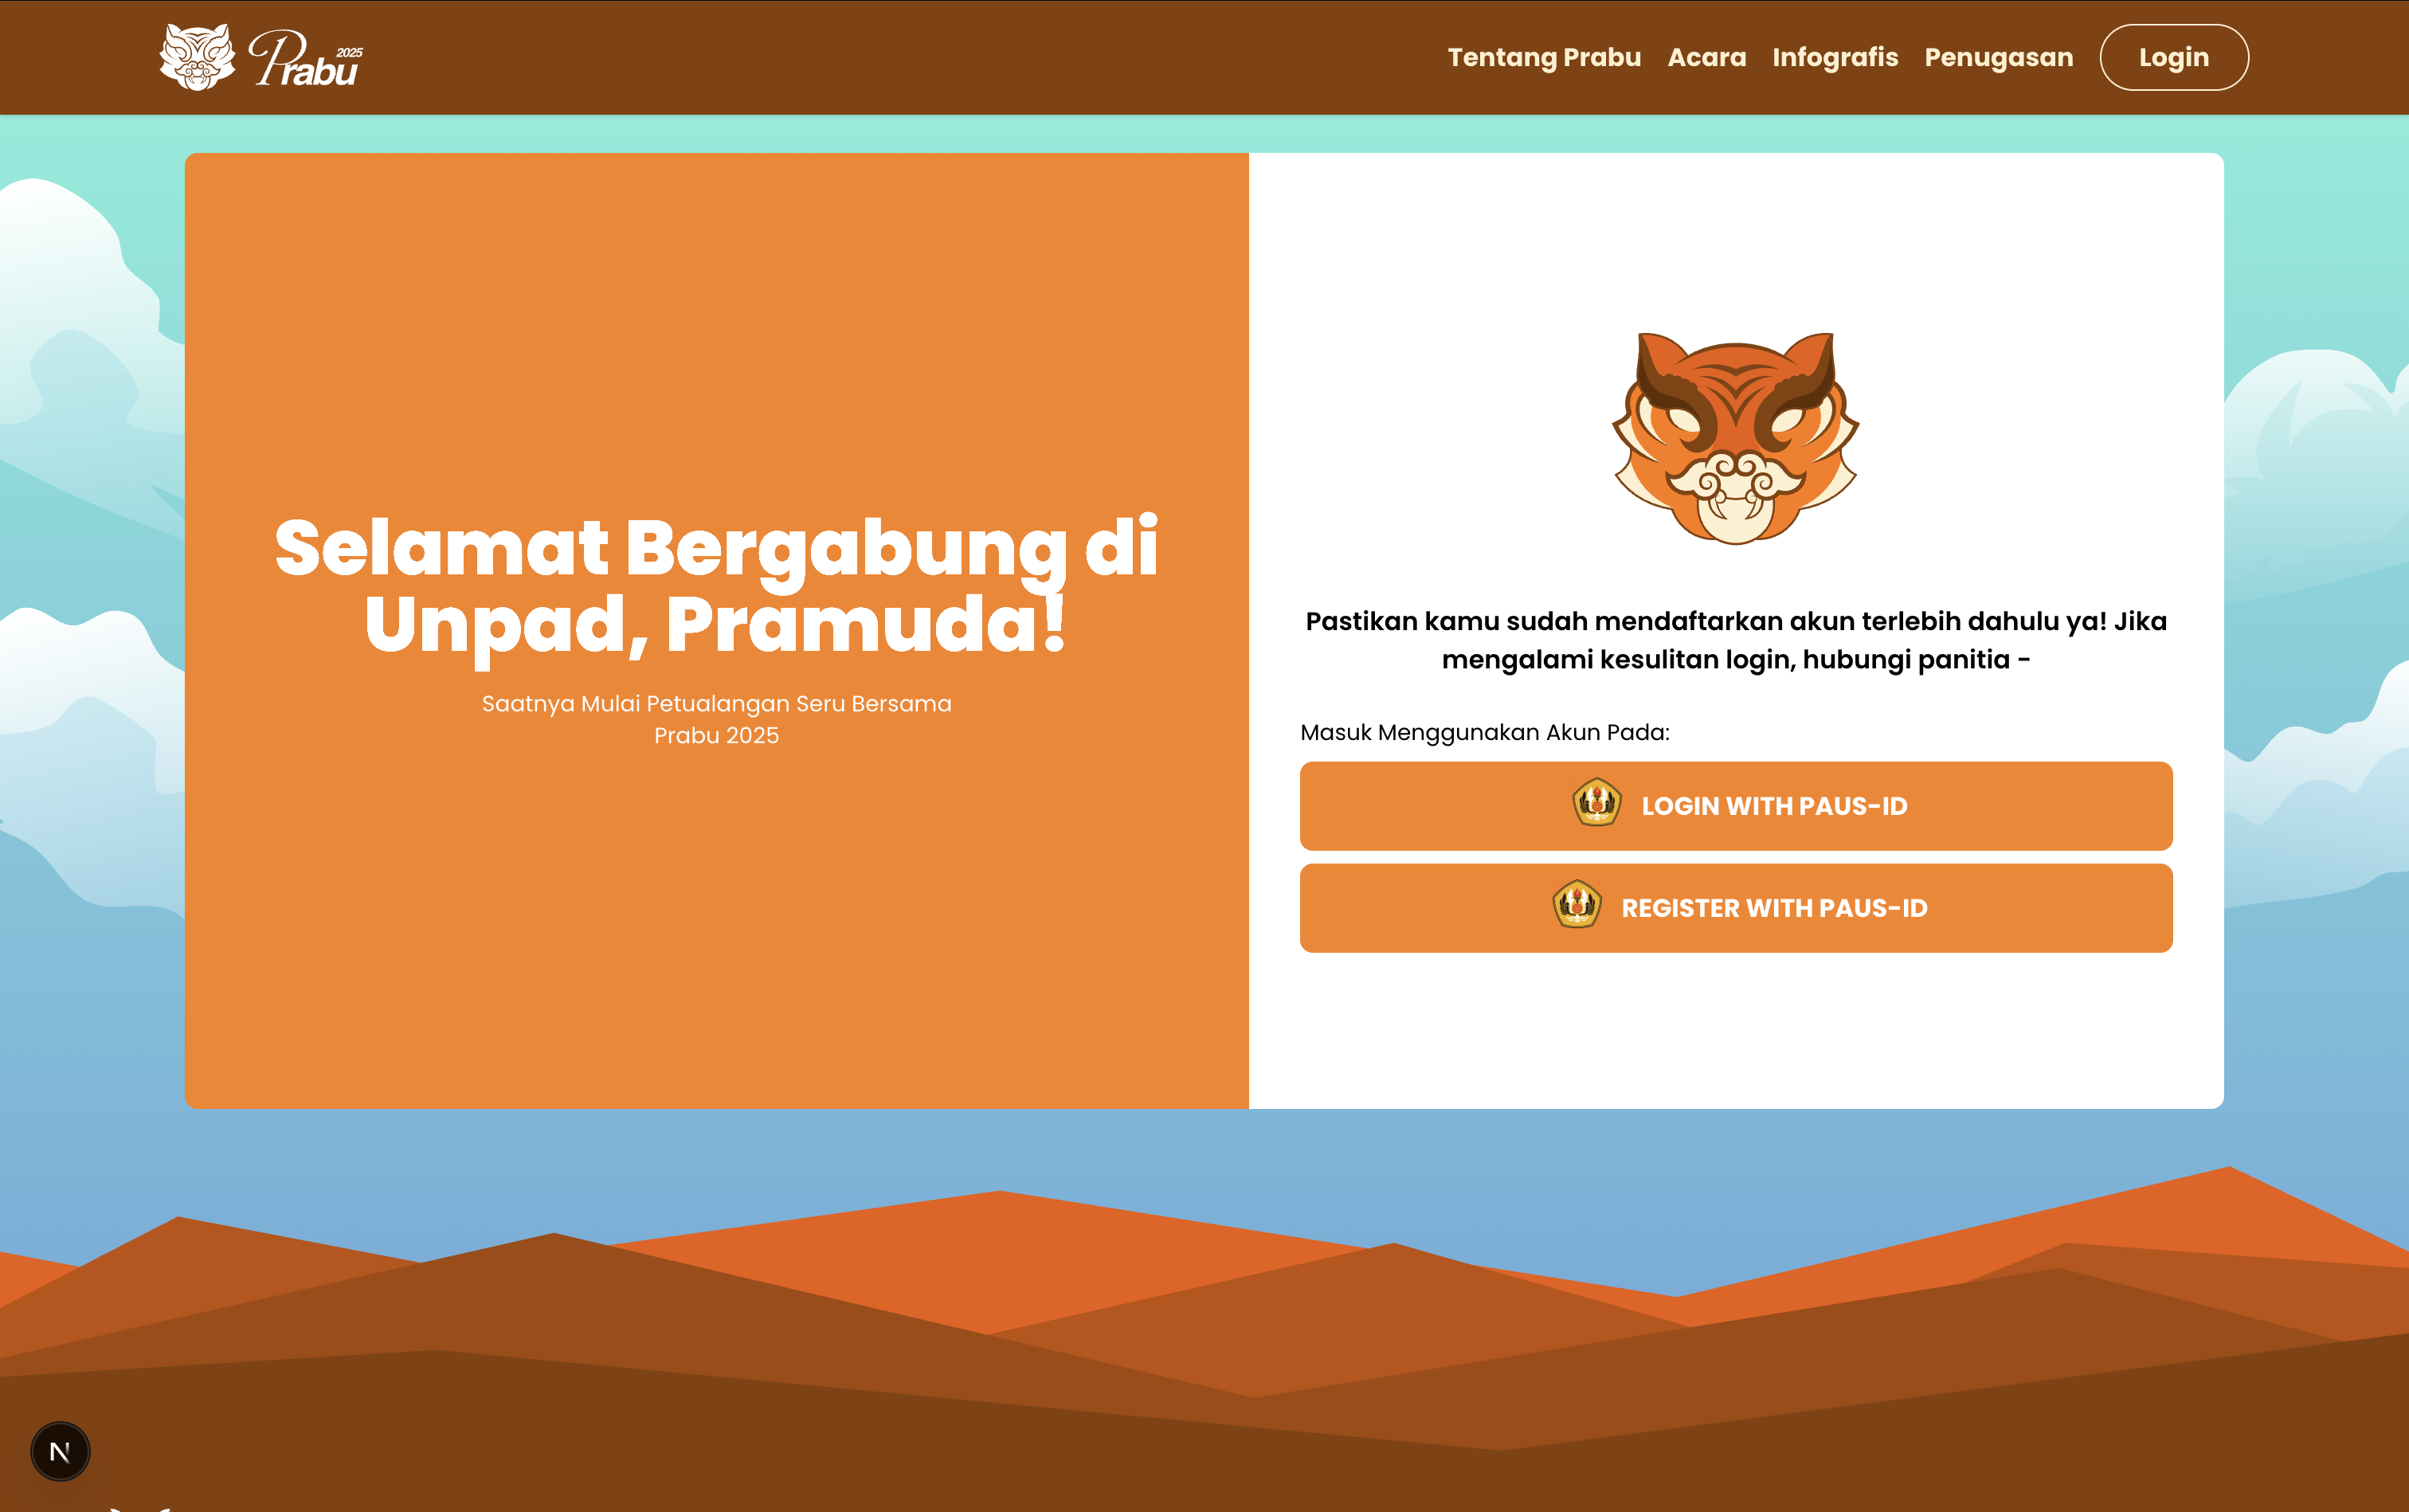 Prabu 2025
Tentang Prabu Acara Infografis Penugasan Login
Selamat Bergabung di
Unpad, Pramuda!
Saatnya Mulai Petualangan Seru Bersama
Prabu 2025
Pastikan kamu sudah mendaftarkan akun terlebih dahulu ya! Jika
mengalami kesulitan login, hubungi panitia -
Masuk Menggunakan Akun Pada:
LOGIN WITH PAUS-ID
REGISTER WITH PAUS-ID
N